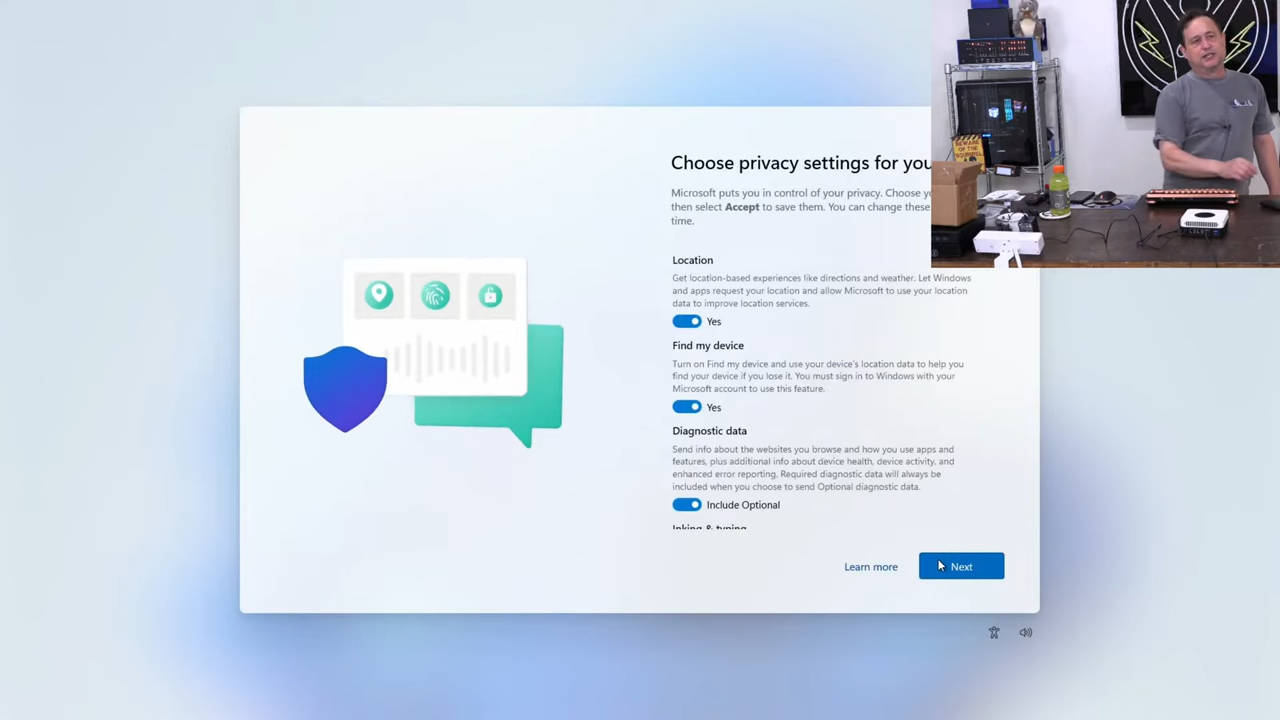 Choose privacy settings for you
Microsoft puts you in control of your privacy. Choose yo
then select Accept to save them. You can change these
time.
Location
Get location-based experiences like directions and weather. Let Windows
and apps request your location and allow Microsoft to use your location
data to improve location services.
Yes
Find my device
Turn on Find my device and use your device's location data to help you
find your device if you lose it. You must sign in to Windows with your
Microsoft account to use this feature.
Yes
Diagnostic data
Send info about the websites you browse and how you use apps and
features, plus additional info about device health, device activity, and
enhanced error reporting. Required diagnostic data will always be
included when you choose to send Optional diagnostic data.
Include Optional
Inking & typing
Learn more
Next
BEWARE
OF THE
SQUIRREL